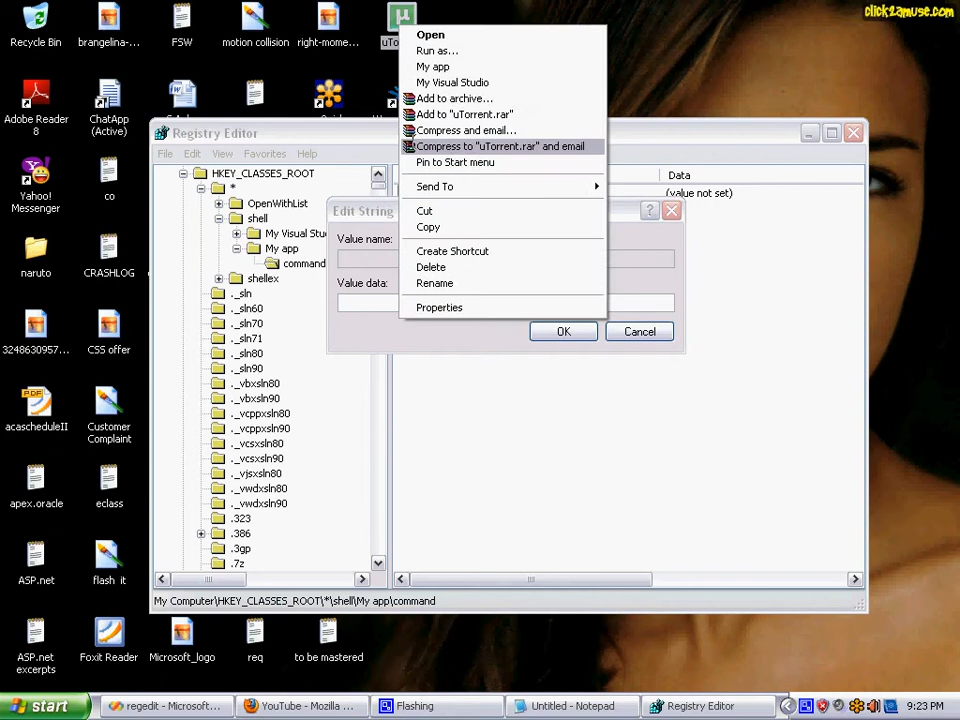 click2amuse.com
Recycle Bin
brangelina-...
FSW
motion collision
right-mome...
Open
Run as...
My app
My Visual Studio
Add to archive...
Add to "uTorrent.rar"
Compress and email...
Compress to "uTorrent.rar" and email
Pin to Start menu
Send To
Cut
Copy
Create Shortcut
Delete
Rename
Properties
Adobe Reader
8
ChatApp
(Active)
Yahoo!
Messenger
co
naruto
CRASHLOG
3248630957...
CSS offer
acascheduleII
Customer
Complaint
apex.oracle
eclass
ASP.net
flash it
ASP.net
excerpts
Foxit Reader
Microsoft_logo
req
to be mastered
Registry Editor
File Edit View Favorites Help
HKEY_CLASSES_ROOT
*
OpenWithList
shell
My Visual Stu
My app
command
shellex
._sln
._sln60
._sln70
._sln71
._sln80
._sln90
._vbxsln80
._vbxsln90
._vcppxsln80
._vcppxsln90
._vcsxsln80
._vcsxsln90
._vjsxsln80
._vwdxsln80
._vwdxsln90
.323
.386
.3gp
.7z
Data
(value not set)
Edit String
Value name:
Value data:
OK
Cancel
My Computer\HKEY_CLASSES_ROOT\*\shell\My app\command
start
regedit - Microsoft...
YouTube - Mozilla ...
Flashing
Untitled - Notepad
Registry Editor
9:23 PM